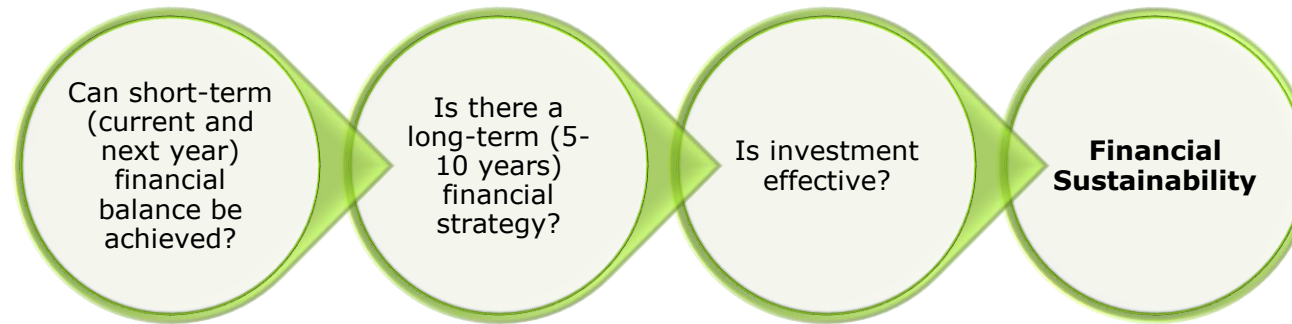 Can short-term
(current and
next year)
financial
balance be
achieved?
Is there a
long-term (5-
10 years)
financial
strategy?
Is investment
effective?
Financial
Sustainability